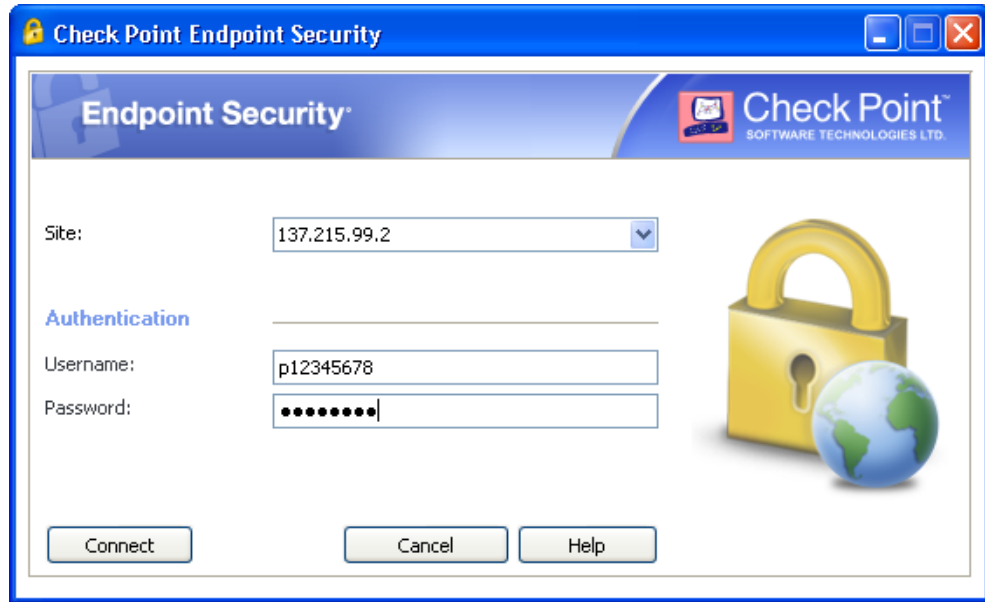 Check Point Endpoint Security
Endpoint Security
Check Point™
SOFTWARE TECHNOLOGIES LTD.
Site:
137.215.99.2
Authentication
Username:
p12345678
Password:
●●●●●●●●
Connect
Cancel
Help